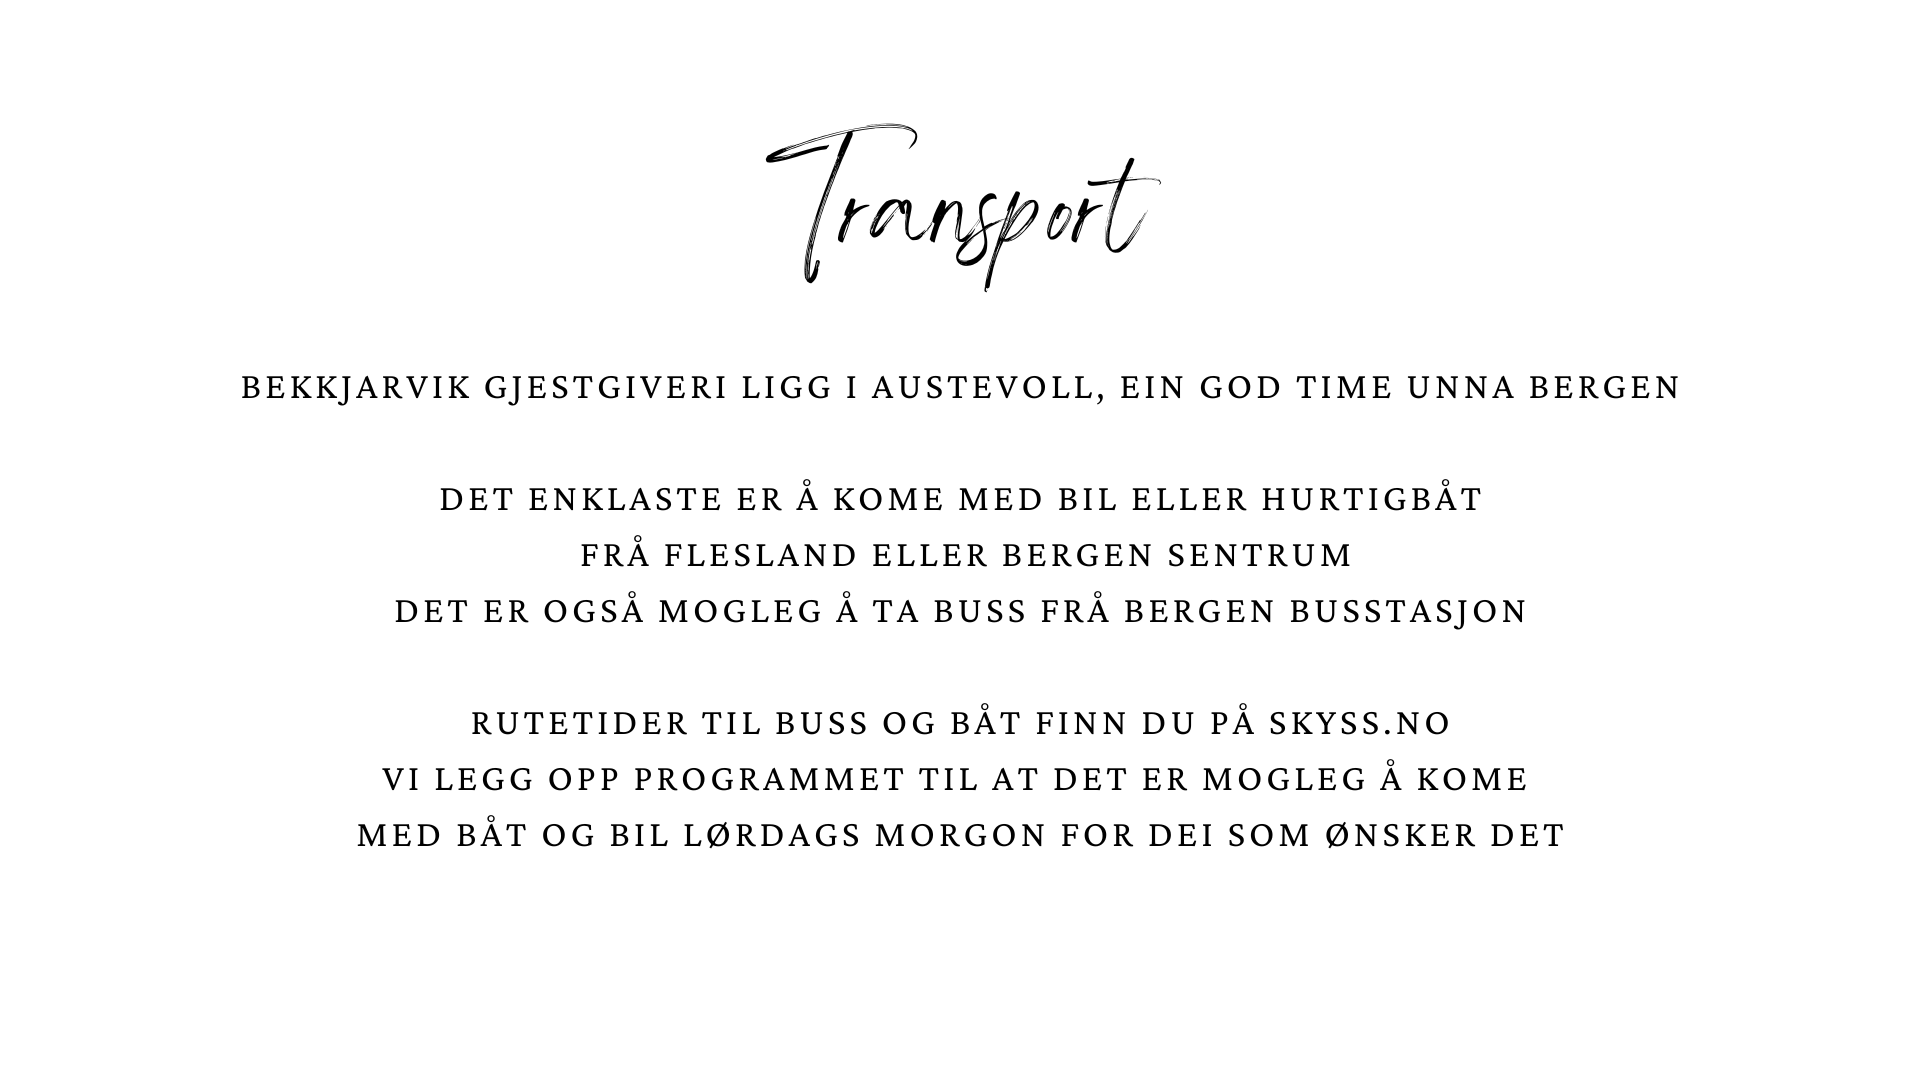 Transport
BEKKJARVIK GJESTGIVERI LIGG I AUSTEVOLL, EIN GOD TIME UNNA BERGEN
DET ENKLASTE ER Å KOME MED BIL ELLER HURTIGBÅT
FRÅ FLESLAND ELLER BERGEN SENTRUM
DET ER OGSÅ MOGLEG Å TA BUSS FRÅ BERGEN BUSSTASJON
RUTETIDER TIL BUSS OG BÅT FINN DU PÅ SKYSS.NO
VI LEGG OPP PROGRAMMET TIL AT DET ER MOGLEG Å KOME
MED BÅT OG BIL LØRDAGS MORGON FOR DEI SOM ØNSKER DET